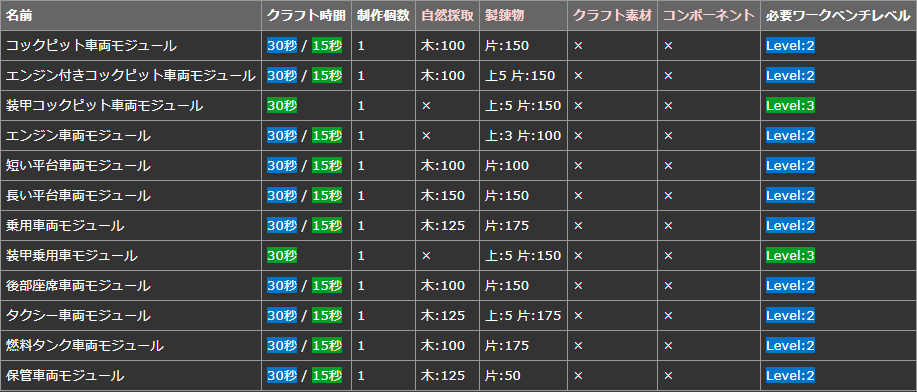 名前 クラフト時間 制作個数 自然採取 製錬物 クラフト素材 コンポーネント 必要ワークベンチレベル
コックピット車両モジュール 30秒 / 15秒 1 木:100 片:150 × × Level:2
エンジン付きコックピット車両モジュール 30秒 / 15秒 1 木:100 上5 片:150 × × Level:2
装甲コックピット車両モジュール 30秒 1 × 上:5 片:150 × × Level:3
エンジン車両モジュール 30秒 / 15秒 1 × 上:3 片:100 × × Level:2
短い平台車両モジュール 30秒 / 15秒 1 木:100 片:100 × × Level:2
長い平台車両モジュール 30秒 / 15秒 1 木:150 片:150 × × Level:2
乗用車両モジュール 30秒 / 15秒 1 木:125 片:175 × × Level:2
装甲乗用車モジュール 30秒 1 × 上:5 片:150 × × Level:3
後部座席車両モジュール 30秒 / 15秒 1 木:100 片:150 × × Level:2
タクシー車両モジュール 30秒 / 15秒 1 木:125 上:5 片:175 × × Level:2
燃料タンク車両モジュール 30秒 / 15秒 1 木:100 片:175 × × Level:2
保管車両モジュール 30秒 / 15秒 1 木:125 片:50 × × Level:2